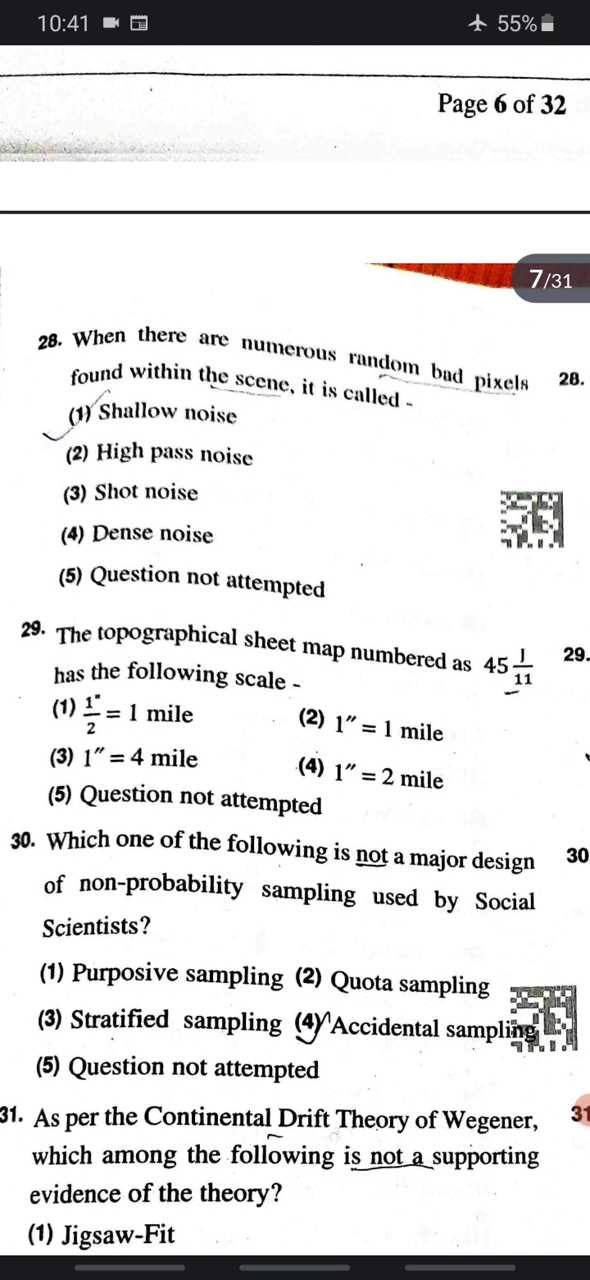 10:41
55%
Page 6 of 32
7/31
28. When there are numerous random bad pixels 28.
found within the scene, it is called -
(1) Shallow noise
(2) High pass noise
(3) Shot noise
(4) Dense noise
(5) Question not attempted
29. The topographical sheet map numbered as 45 J/11 29.
has the following scale -
(1) 1"/2 = 1 mile (2) 1″ = 1 mile
(3) 1″ = 4 mile (4) 1″ = 2 mile
(5) Question not attempted
30. Which one of the following is not a major design 30
of non-probability sampling used by Social
Scientists?
(1) Purposive sampling (2) Quota sampling
(3) Stratified sampling (4) Accidental sampling
(5) Question not attempted
31. As per the Continental Drift Theory of Wegener, 31
which among the following is not a supporting
evidence of the theory?
(1) Jigsaw-Fit